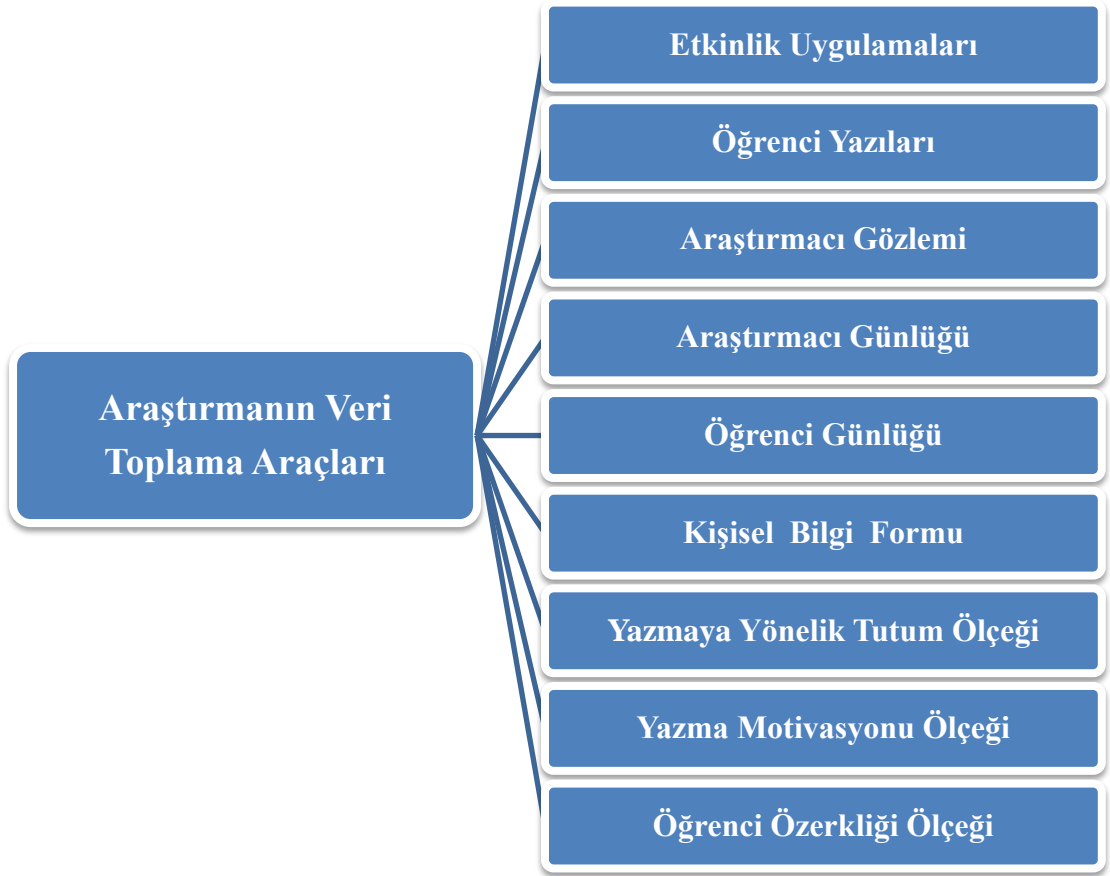 Araştırmanın Veri
Toplama Araçları
Etkinlik Uygulamaları
Öğrenci Yazıları
Araştırmacı Gözlemi
Araştırmacı Günlüğü
Öğrenci Günlüğü
Kişisel Bilgi Formu
Yazmaya Yönelik Tutum Ölçeği
Yazma Motivasyonu Ölçeği
Öğrenci Özerkliği Ölçeği